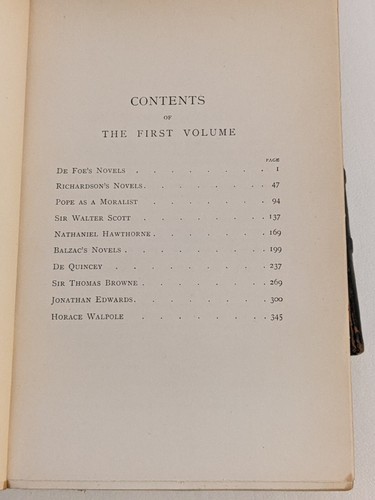 CONTENTS
OF
THE FIRST VOLUME
PAGE
DE FOE'S NOVELS . . . . . . . . 1
RICHARDSON'S NOVELS . . . . . . . 47
POPE AS A MORALIST . . . . . . . 94
SIR WALTER SCOTT . . . . . . . 137
NATHANIEL HAWTHORNE . . . . . . . 169
BALZAC'S NOVELS . . . . . . . . 199
DE QUINCEY . . . . . . . . 237
SIR THOMAS BROWNE . . . . . . . 269
JONATHAN EDWARDS . . . . . . . 300
HORACE WALPOLE . . . . . . . 345